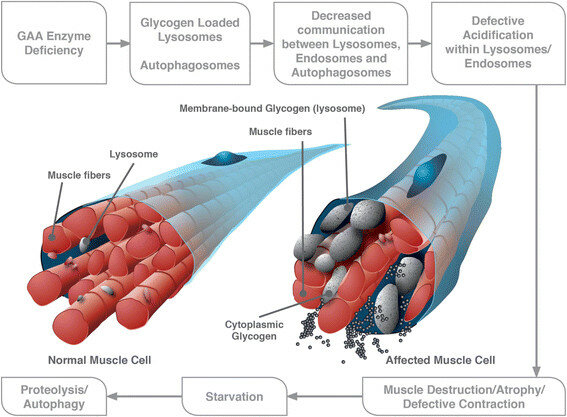 GAA Enzyme
Deficiency
Glycogen Loaded
Lysosomes
Autophagosomes
Decreased
communication
between Lysosomes,
Endosomes and
Autophagosomes
Defective
Acidification
within Lysosomes/
Endosomes
Membrane-bound Glycogen (lysosome)
Muscle fibers
Lysosome
Muscle fibers
Cytoplasmic
Glycogen
Normal Muscle Cell
Affected Muscle Cell
Proteolysis/
Autophagy
Starvation
Muscle Destruction/Atrophy/
Defective Contraction